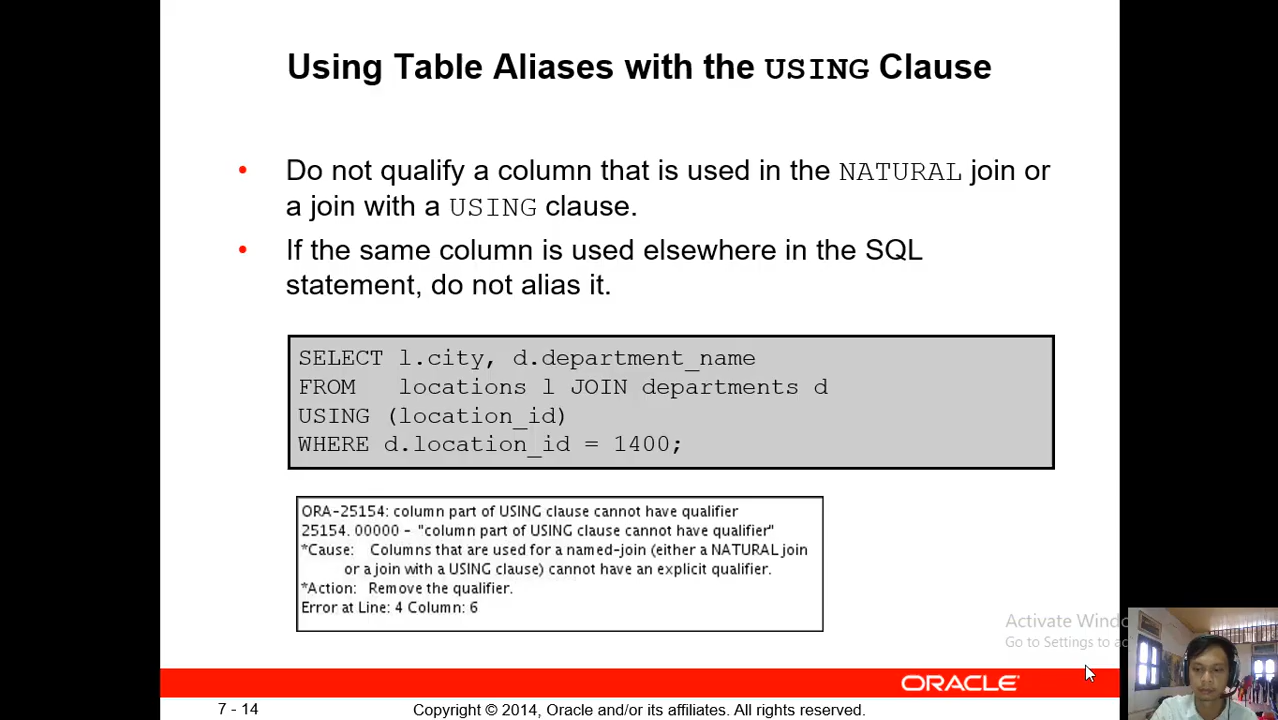 Using Table Aliases with the USING Clause
• Do not qualify a column that is used in the NATURAL join or
a join with a USING clause.
• If the same column is used elsewhere in the SQL
statement, do not alias it.
SELECT l.city, d.department_name
FROM   locations l JOIN departments d
USING (location_id)
WHERE d.location_id = 1400;
ORA-25154: column part of USING clause cannot have qualifier
25154. 00000 - "column part of USING clause cannot have qualifier"
*Cause:   Columns that are used for a named-join (either a NATURAL join
or a join with a USING clause) cannot have an explicit qualifier.
*Action:  Remove the qualifier.
Error at Line: 4 Column: 6
Activate Windo
Go to Settings to ac
ORACLE
7 - 14
Copyright © 2014, Oracle and/or its affiliates. All rights reserved.